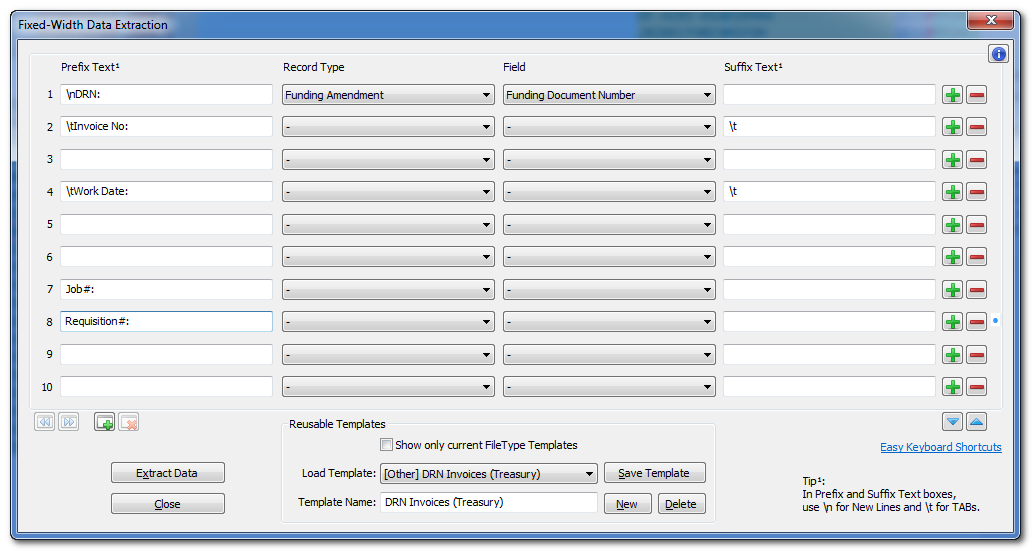 Fixed-Width Data Extraction
Prefix Text¹ Record Type Field Suffix Text¹
1 \nDRN: Funding Amendment Funding Document Number
2 \tInvoice No: - - \t
3 - -
4 \tWork Date: - - \t
5 - -
6 - -
7 Job#: - -
8 Requisition#: - -
9 - -
10 - -
Reusable Templates
Show only current FileType Templates
Easy Keyboard Shortcuts
Extract Data
Load Template: [Other] DRN Invoices (Treasury) Save Template
Close
Template Name: DRN Invoices (Treasury) New Delete
Tip¹:
In Prefix and Suffix Text boxes,
use \n for New Lines and \t for TABs.